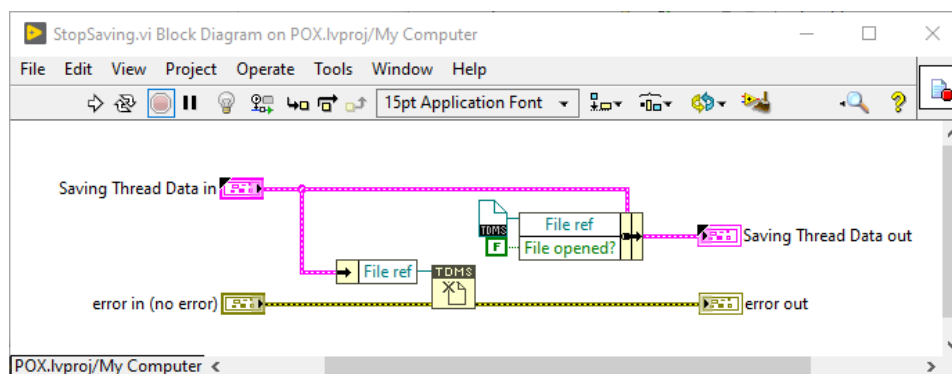 StopSaving.vi Block Diagram on POX.lvproj/My Computer
File Edit View Project Operate Tools Window Help
15pt Application Font
Saving Thread Data in
TDMS
File ref
F
File opened?
Saving Thread Data out
File ref
TDMS
error in (no error)
error out
POX.lvproj/My Computer